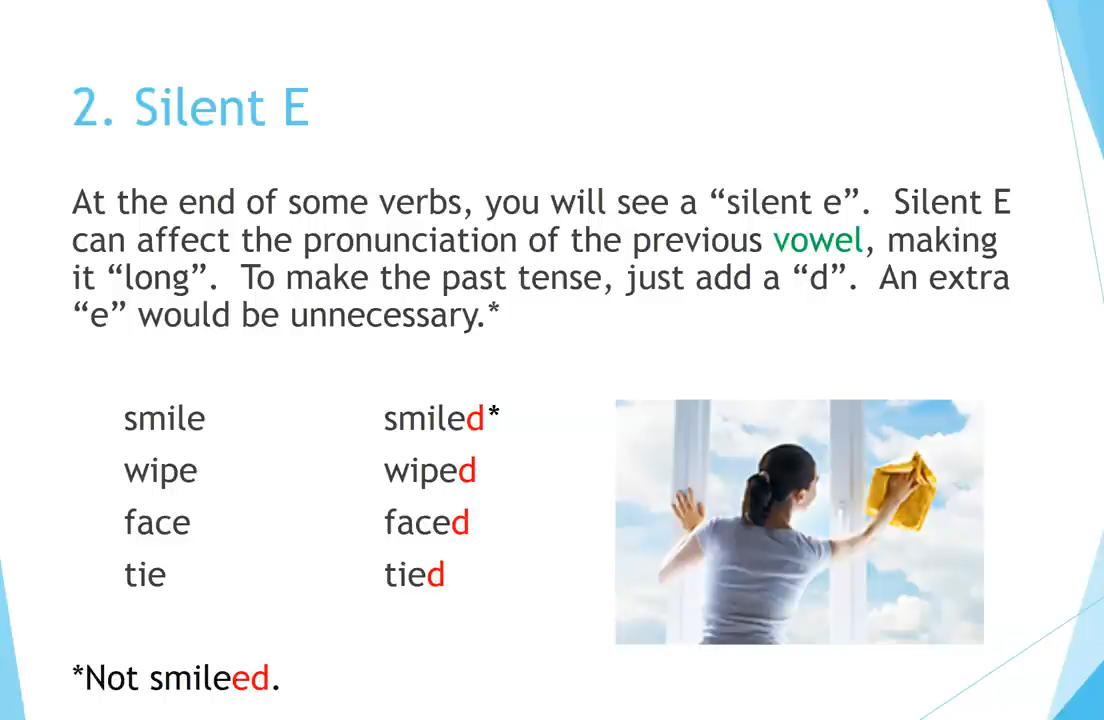 2. Silent E
At the end of some verbs, you will see a “silent e”.  Silent E
can affect the pronunciation of the previous vowel, making
it “long”.  To make the past tense, just add a “d”.  An extra
“e” would be unnecessary.*
smile smiled*
wipe wiped
face faced
tie tied
*Not smileed.